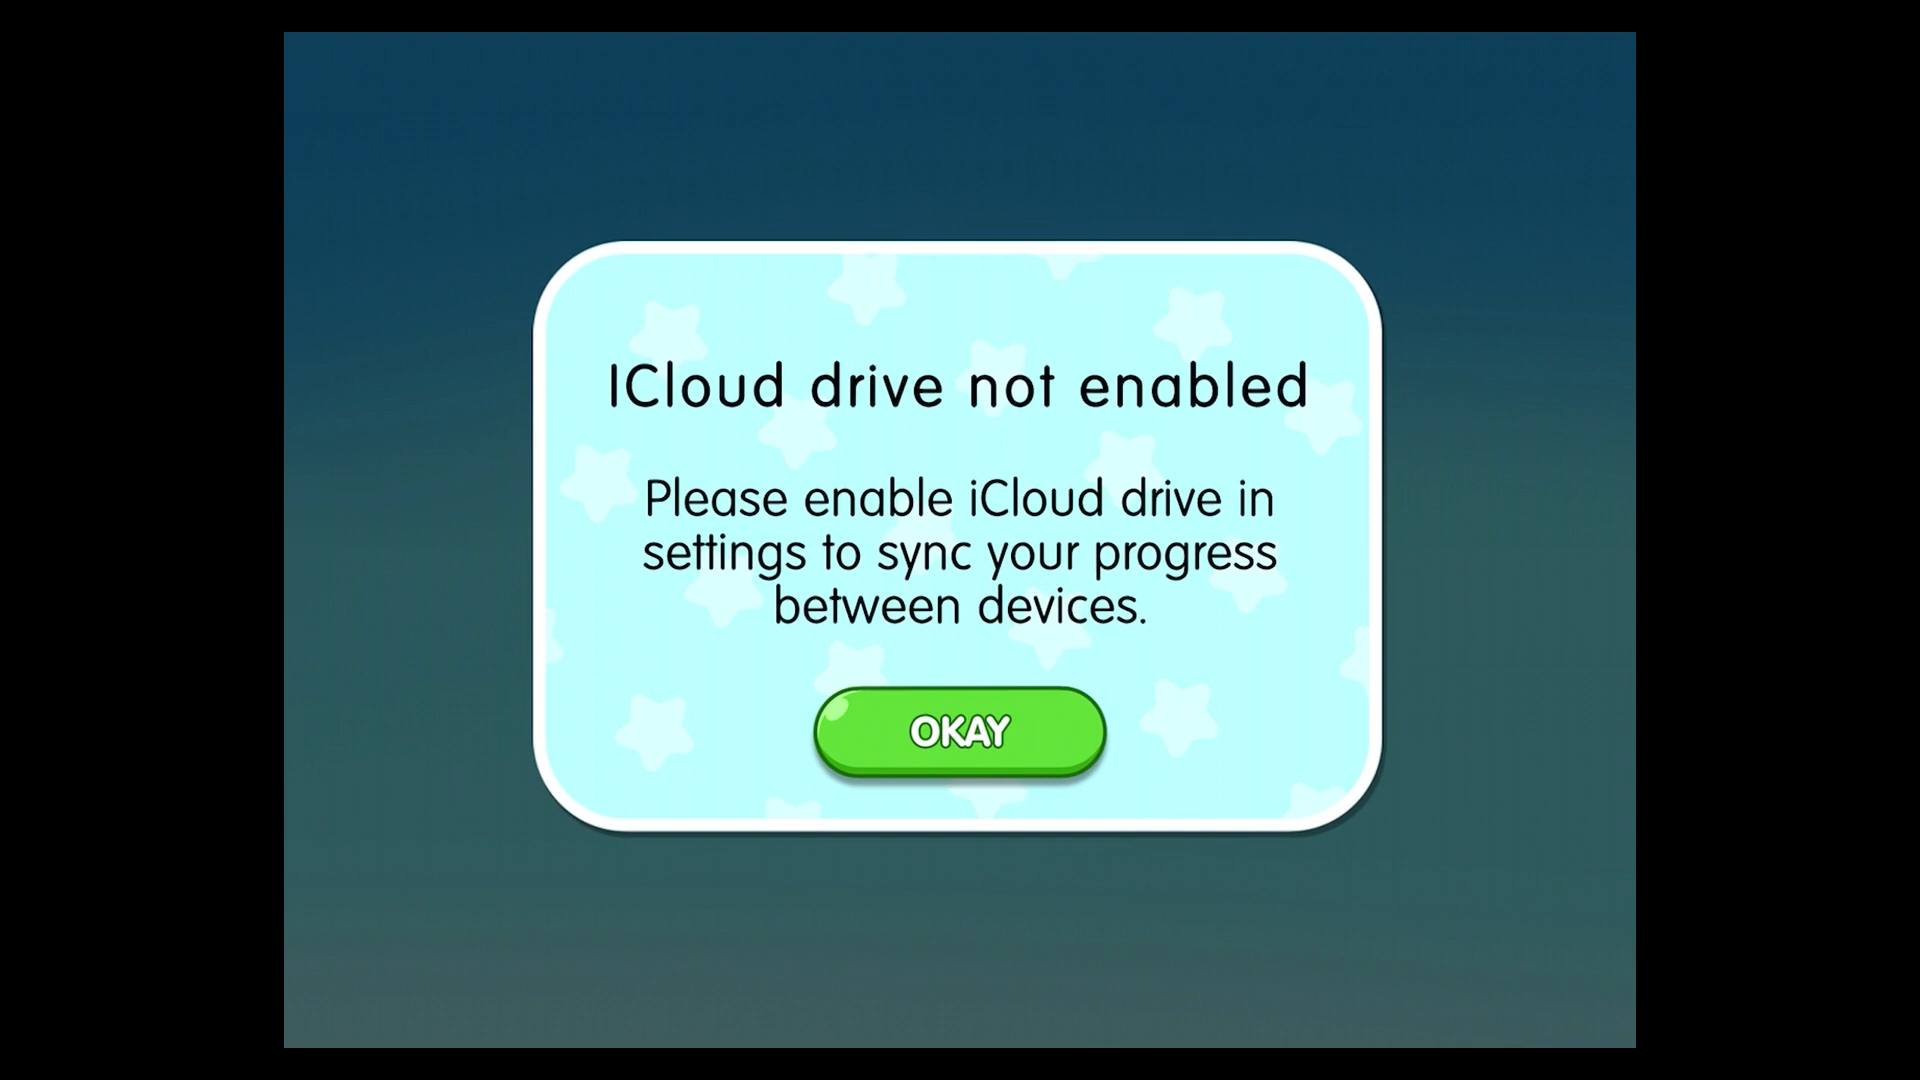 ICloud drive not enabled
Please enable iCloud drive in
settings to sync your progress
between devices.
OKAY